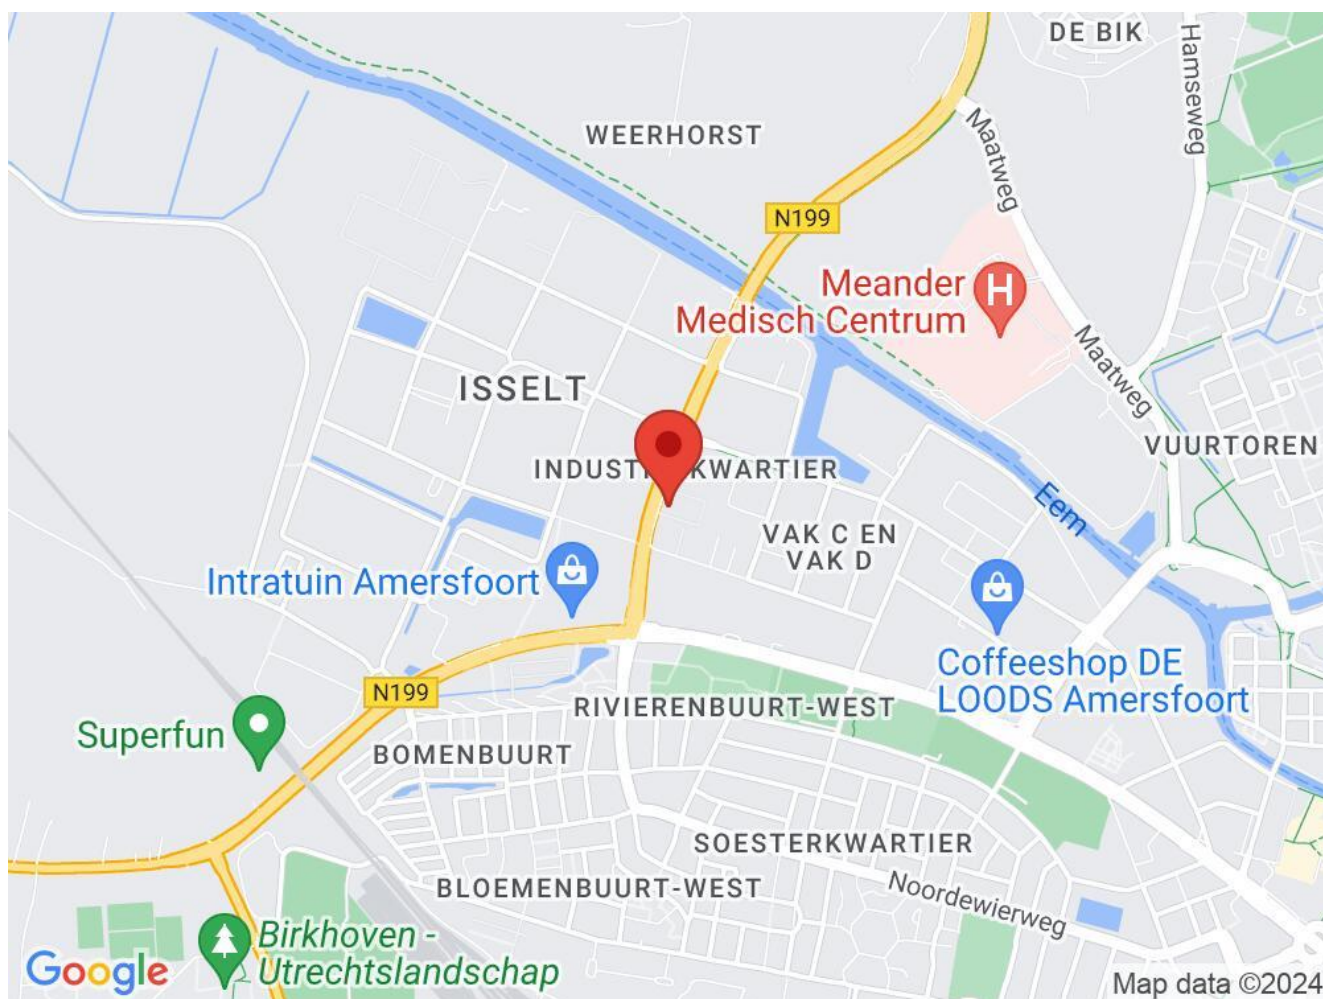 DE BIK
Hamseweg
Maatweg
WEERHORST
N199
Meander
Medisch Centrum
H
Maatweg
ISSELT
VUURTOREN
INDUST KWARTIER
Eem
VAK C EN
VAK D
Intratuin Amersfoort
Coffeeshop DE
LOODS Amersfoort
N199
RIVIERENBUURT-WEST
Superfun
BOMENBUURT
SOESTERKWARTIER
BLOEMENBUURT-WEST
Noordewierweg
Birkhoven -
Utrechtslandschap
Google
Map data ©2024